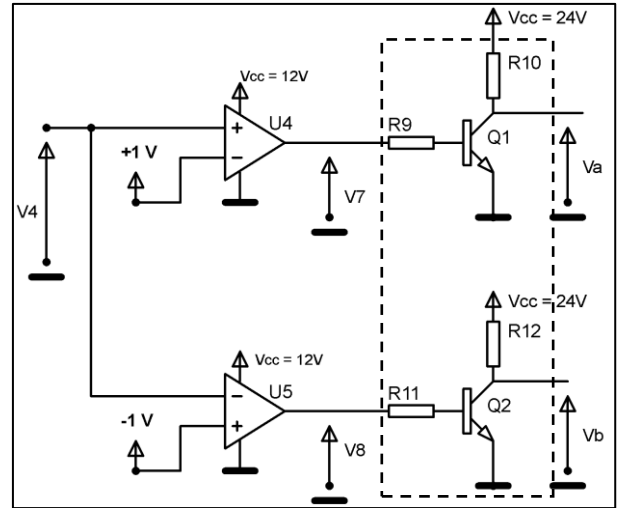 Vcc = 24V
R10
Vcc = 12V
U4
+
−
R9
Q1
+1 V
V4
V7
Va
Vcc = 24V
R12
Vcc = 12V
U5
−
+
R11
Q2
-1 V
V8
Vb